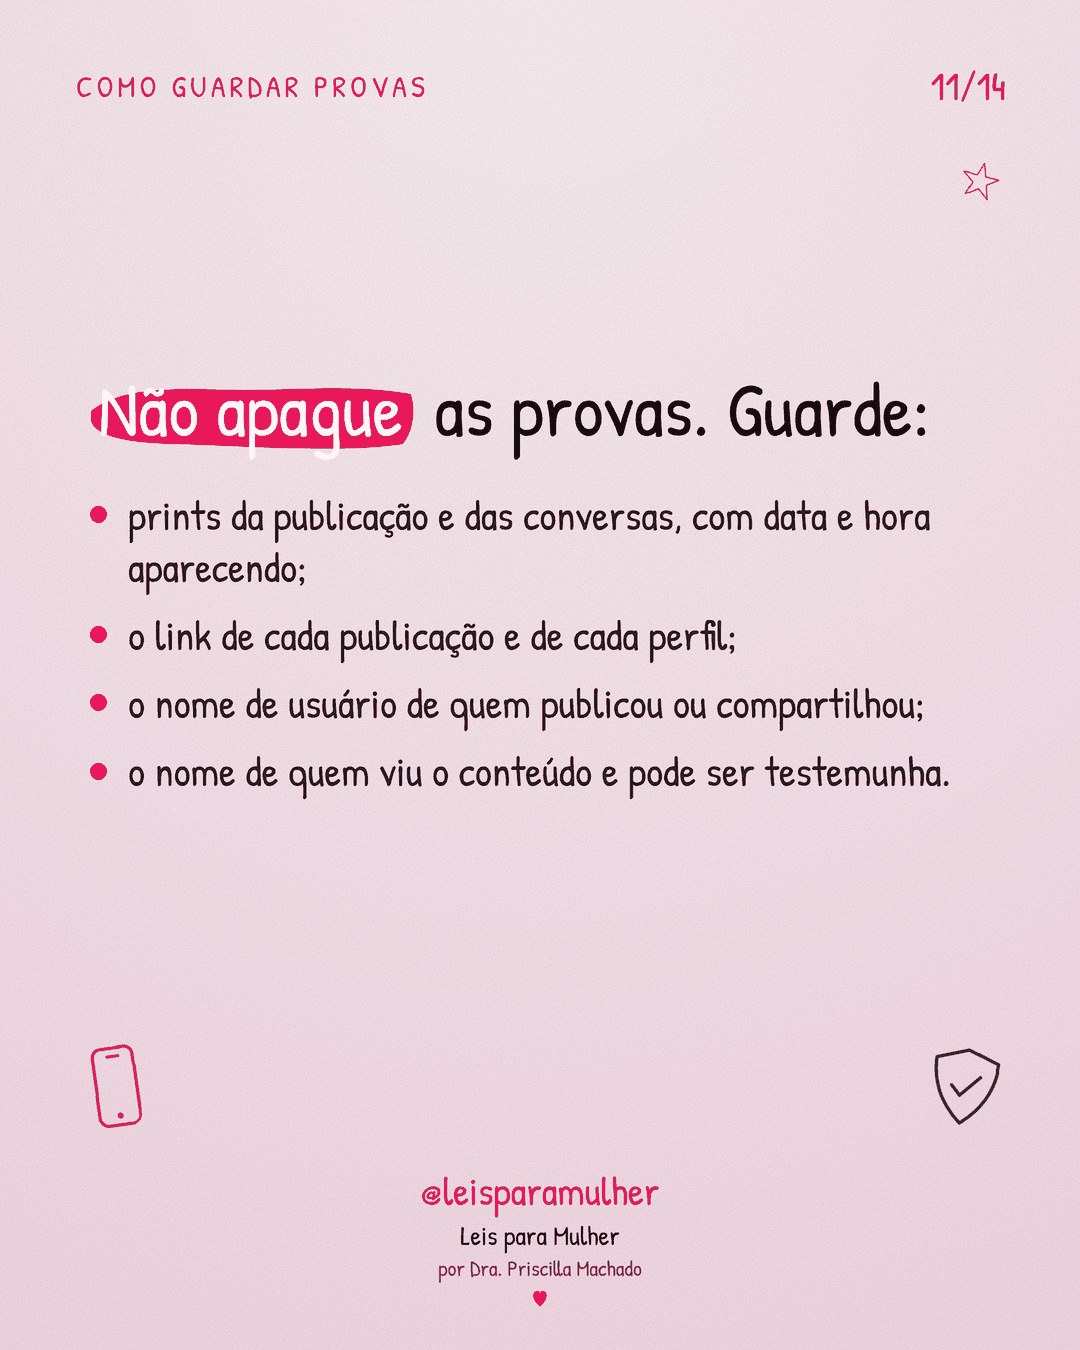 COMO GUARDAR PROVAS
11/14
Não apague as provas. Guarde:
prints da publicação e das conversas, com data e hora
aparecendo;
o link de cada publicação e de cada perfil;
o nome de usuário de quem publicou ou compartilhou;
o nome de quem viu o conteúdo e pode ser testemunha.
@leisparamulher
Leis para Mulher
por Dra. Priscilla Machado